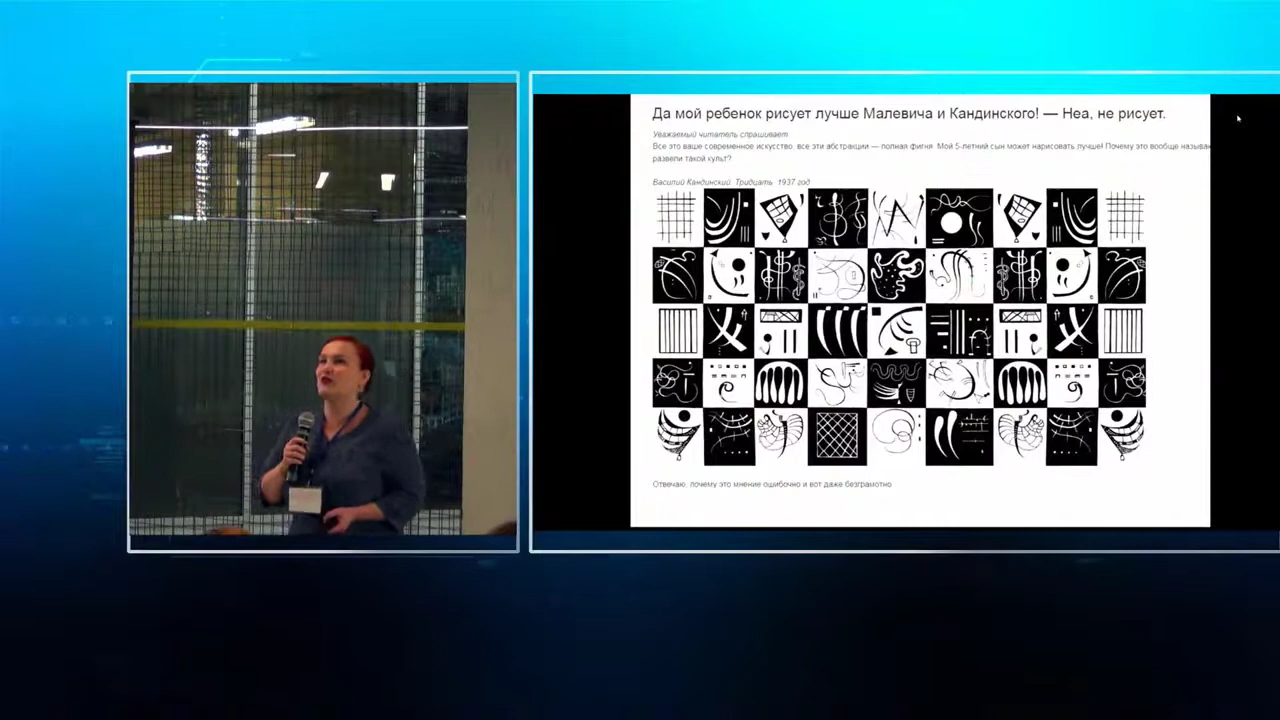 Да мой ребенок рисует лучше Малевича и Кандинского! — Неа, не рисует.
Уважаемый читатель спрашивает
Все это ваше современное искусство, все эти абстракции — полная фигня. Мой 5-летний сын может нарисовать лучше! Почему это вообще называ
развели такой культ?
Василий Кандинский. Тридцать. 1937 год
Отвечаю, почему это мнение ошибочно и вот даже безграмотно